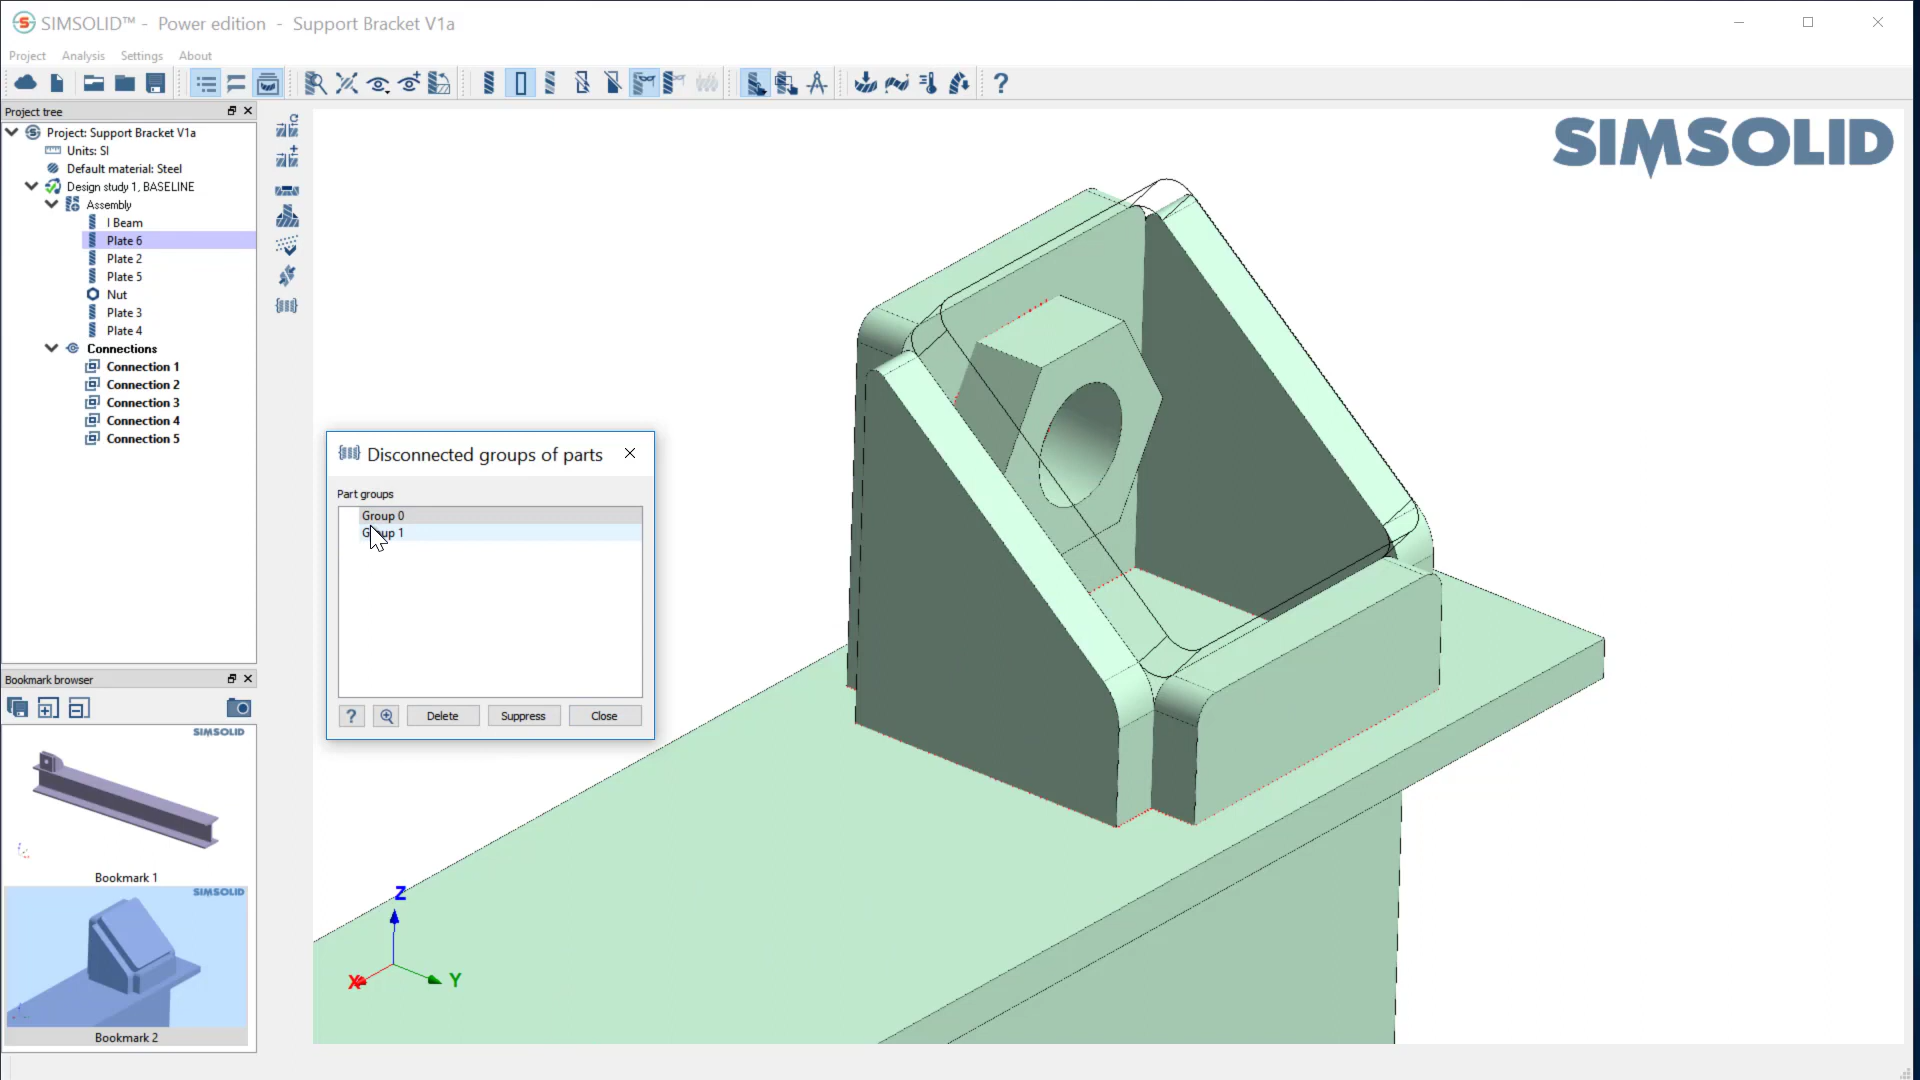 SIMSOLID™ - Power edition - Support Bracket V1a
Project Analysis Settings About
Project tree
Project: Support Bracket V1a
Units: SI
Default material: Steel
Design study 1, BASELINE
Assembly
I Beam
Plate 6
Plate 2
Plate 5
Nut
Plate 3
Plate 4
Connections
Connection 1
Connection 2
Connection 3
Connection 4
Connection 5
SIMSOLID
Disconnected groups of parts
Part groups
Group 0
Group 1
? Delete Suppress Close
Bookmark browser
SIMSOLID
Bookmark 1
SIMSOLID
Bookmark 2
Z
X
Y